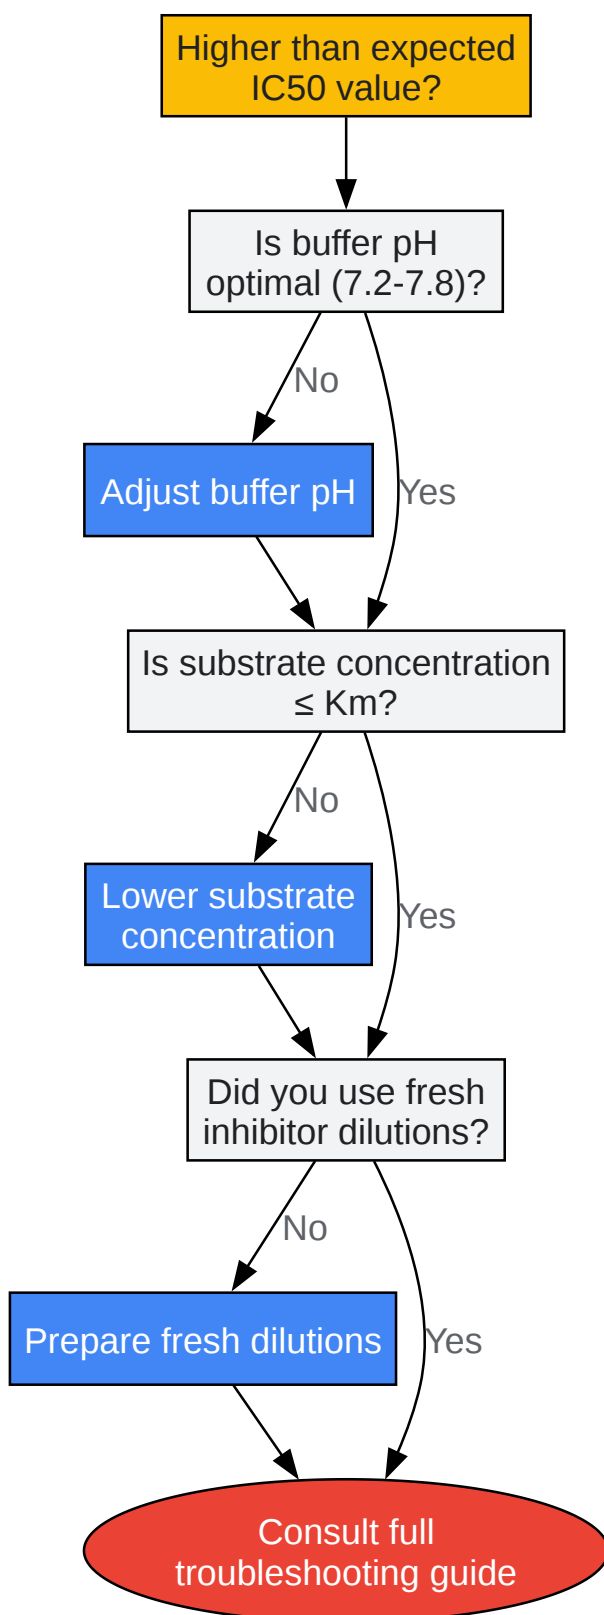 Higher than expected
IC50 value?
Is buffer pH
optimal (7.2-7.8)?
No
Adjust buffer pH
Yes
Is substrate concentration
≤ Km?
No
Lower substrate
concentration
Yes
Did you use fresh
inhibitor dilutions?
No
Prepare fresh dilutions
Yes
Consult full
troubleshooting guide